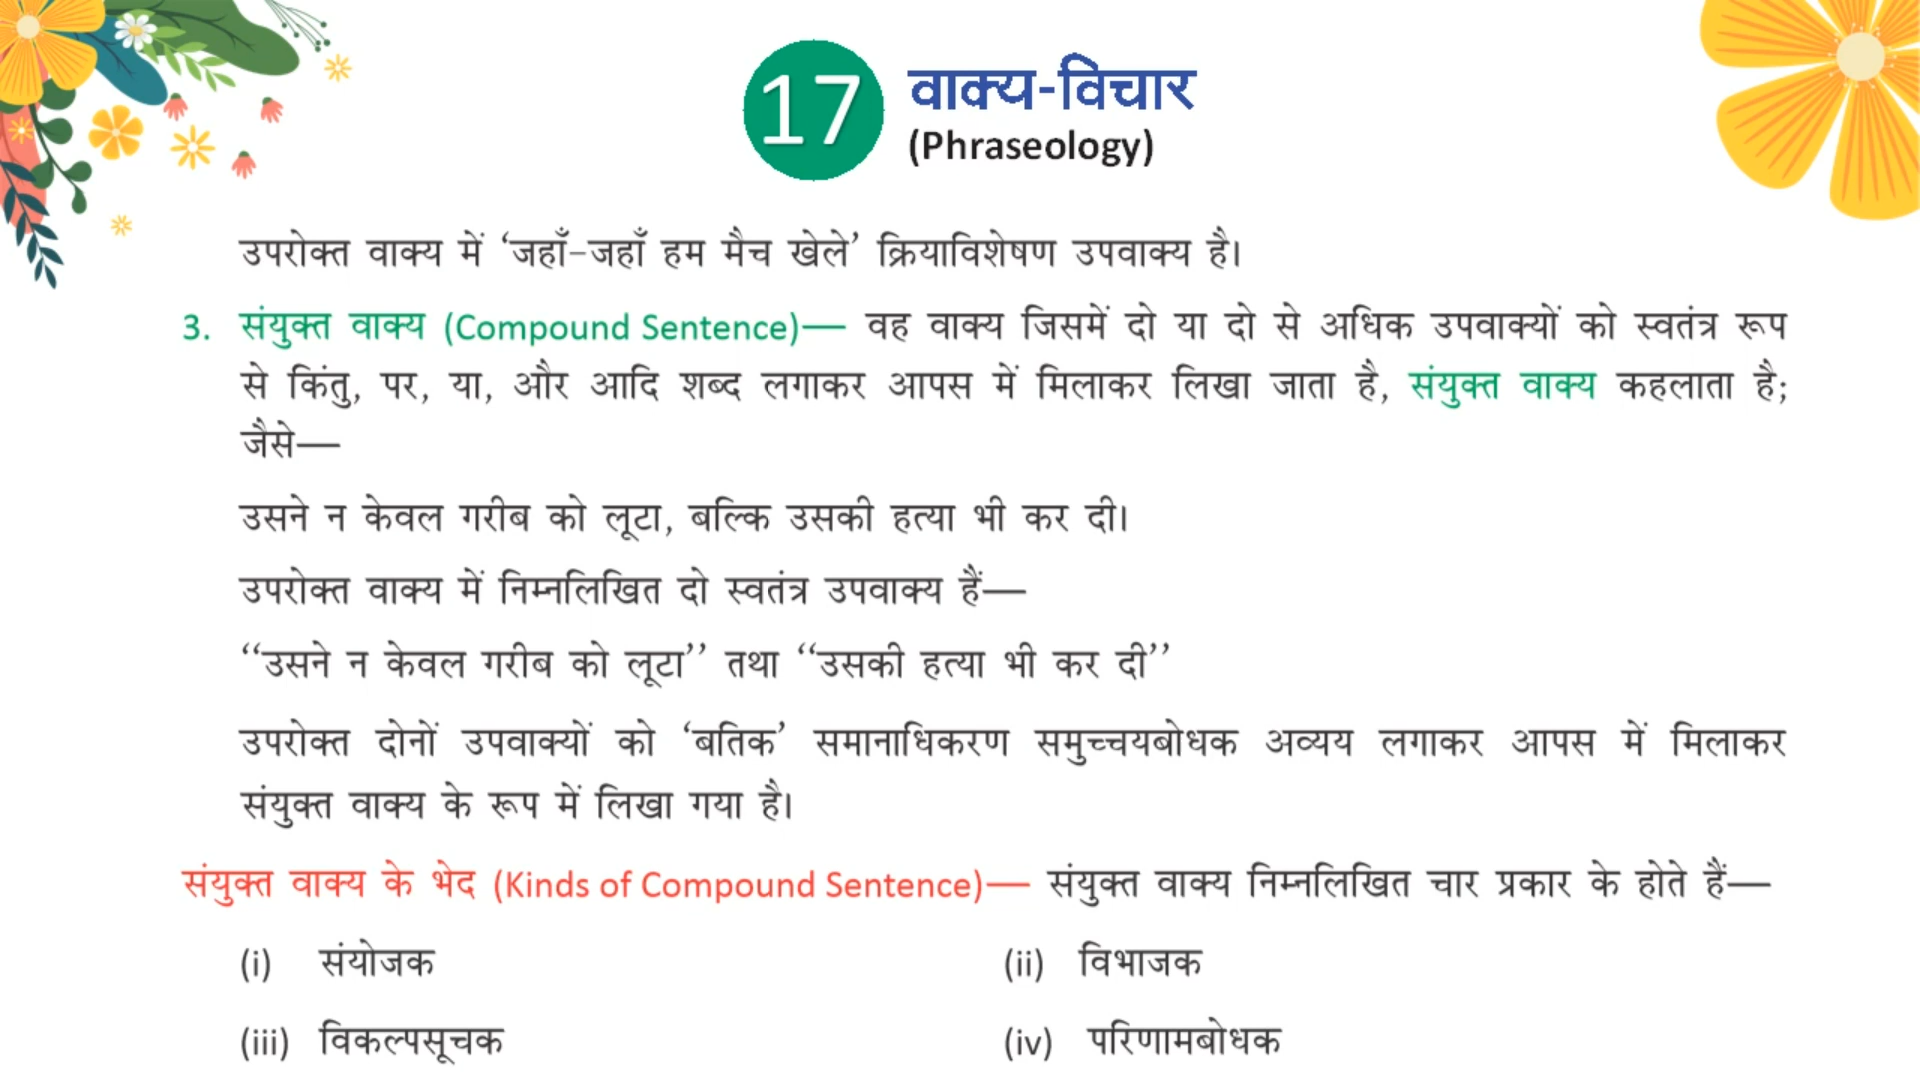 17 वाक्य-विचार
(Phraseology)
उपरोक्त वाक्य में ‘जहाँ-जहाँ हम मैच खेले’ क्रियाविशेषण उपवाक्य है।
3. संयुक्त वाक्य (Compound Sentence)— वह वाक्य जिसमें दो या दो से अधिक उपवाक्यों को स्वतंत्र रूप
से किंतु, पर, या, और आदि शब्द लगाकर आपस में मिलाकर लिखा जाता है, संयुक्त वाक्य कहलाता है;
जैसे—
उसने न केवल गरीब को लूटा, बल्कि उसकी हत्या भी कर दी।
उपरोक्त वाक्य में निम्नलिखित दो स्वतंत्र उपवाक्य हैं—
‘‘उसने न केवल गरीब को लूटा’’ तथा ‘‘उसकी हत्या भी कर दी’’
उपरोक्त दोनों उपवाक्यों को ‘बतिक’ समानाधिकरण समुच्चयबोधक अव्यय लगाकर आपस में मिलाकर
संयुक्त वाक्य के रूप में लिखा गया है।
संयुक्त वाक्य के भेद (Kinds of Compound Sentence)— संयुक्त वाक्य निम्नलिखित चार प्रकार के होते हैं—
(i) संयोजक (ii) विभाजक
(iii) विकल्पसूचक (iv) परिणामबोधक